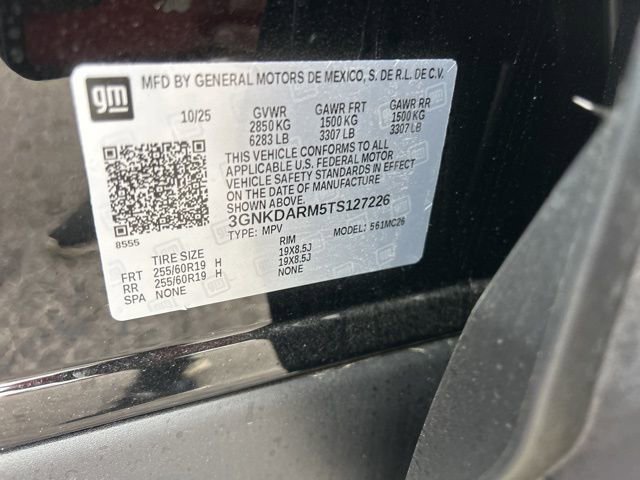 gm
MFD BY GENERAL MOTORS DE MEXICO, S. DE R.L. DE C.V.
10/25 GVWR GAWR FRT GAWR RR
2850 KG 1500 KG 1500 KG
6283 LB 3307 LB 3307 LB
THIS VEHICLE CONFORMS TO ALL
APPLICABLE U.S. FEDERAL MOTOR
VEHICLE SAFETY STANDARDS IN EFFECT
ON THE DATE OF MANUFACTURE
SHOWN ABOVE.
3GNKDARM5TS127226
TYPE: MPV MODEL: 561MC26
8555
TIRE SIZE RIM
FRT 255/60R19 H 19X8.5J
RR 255/60R19 H 19X8.5J
SPA NONE NONE